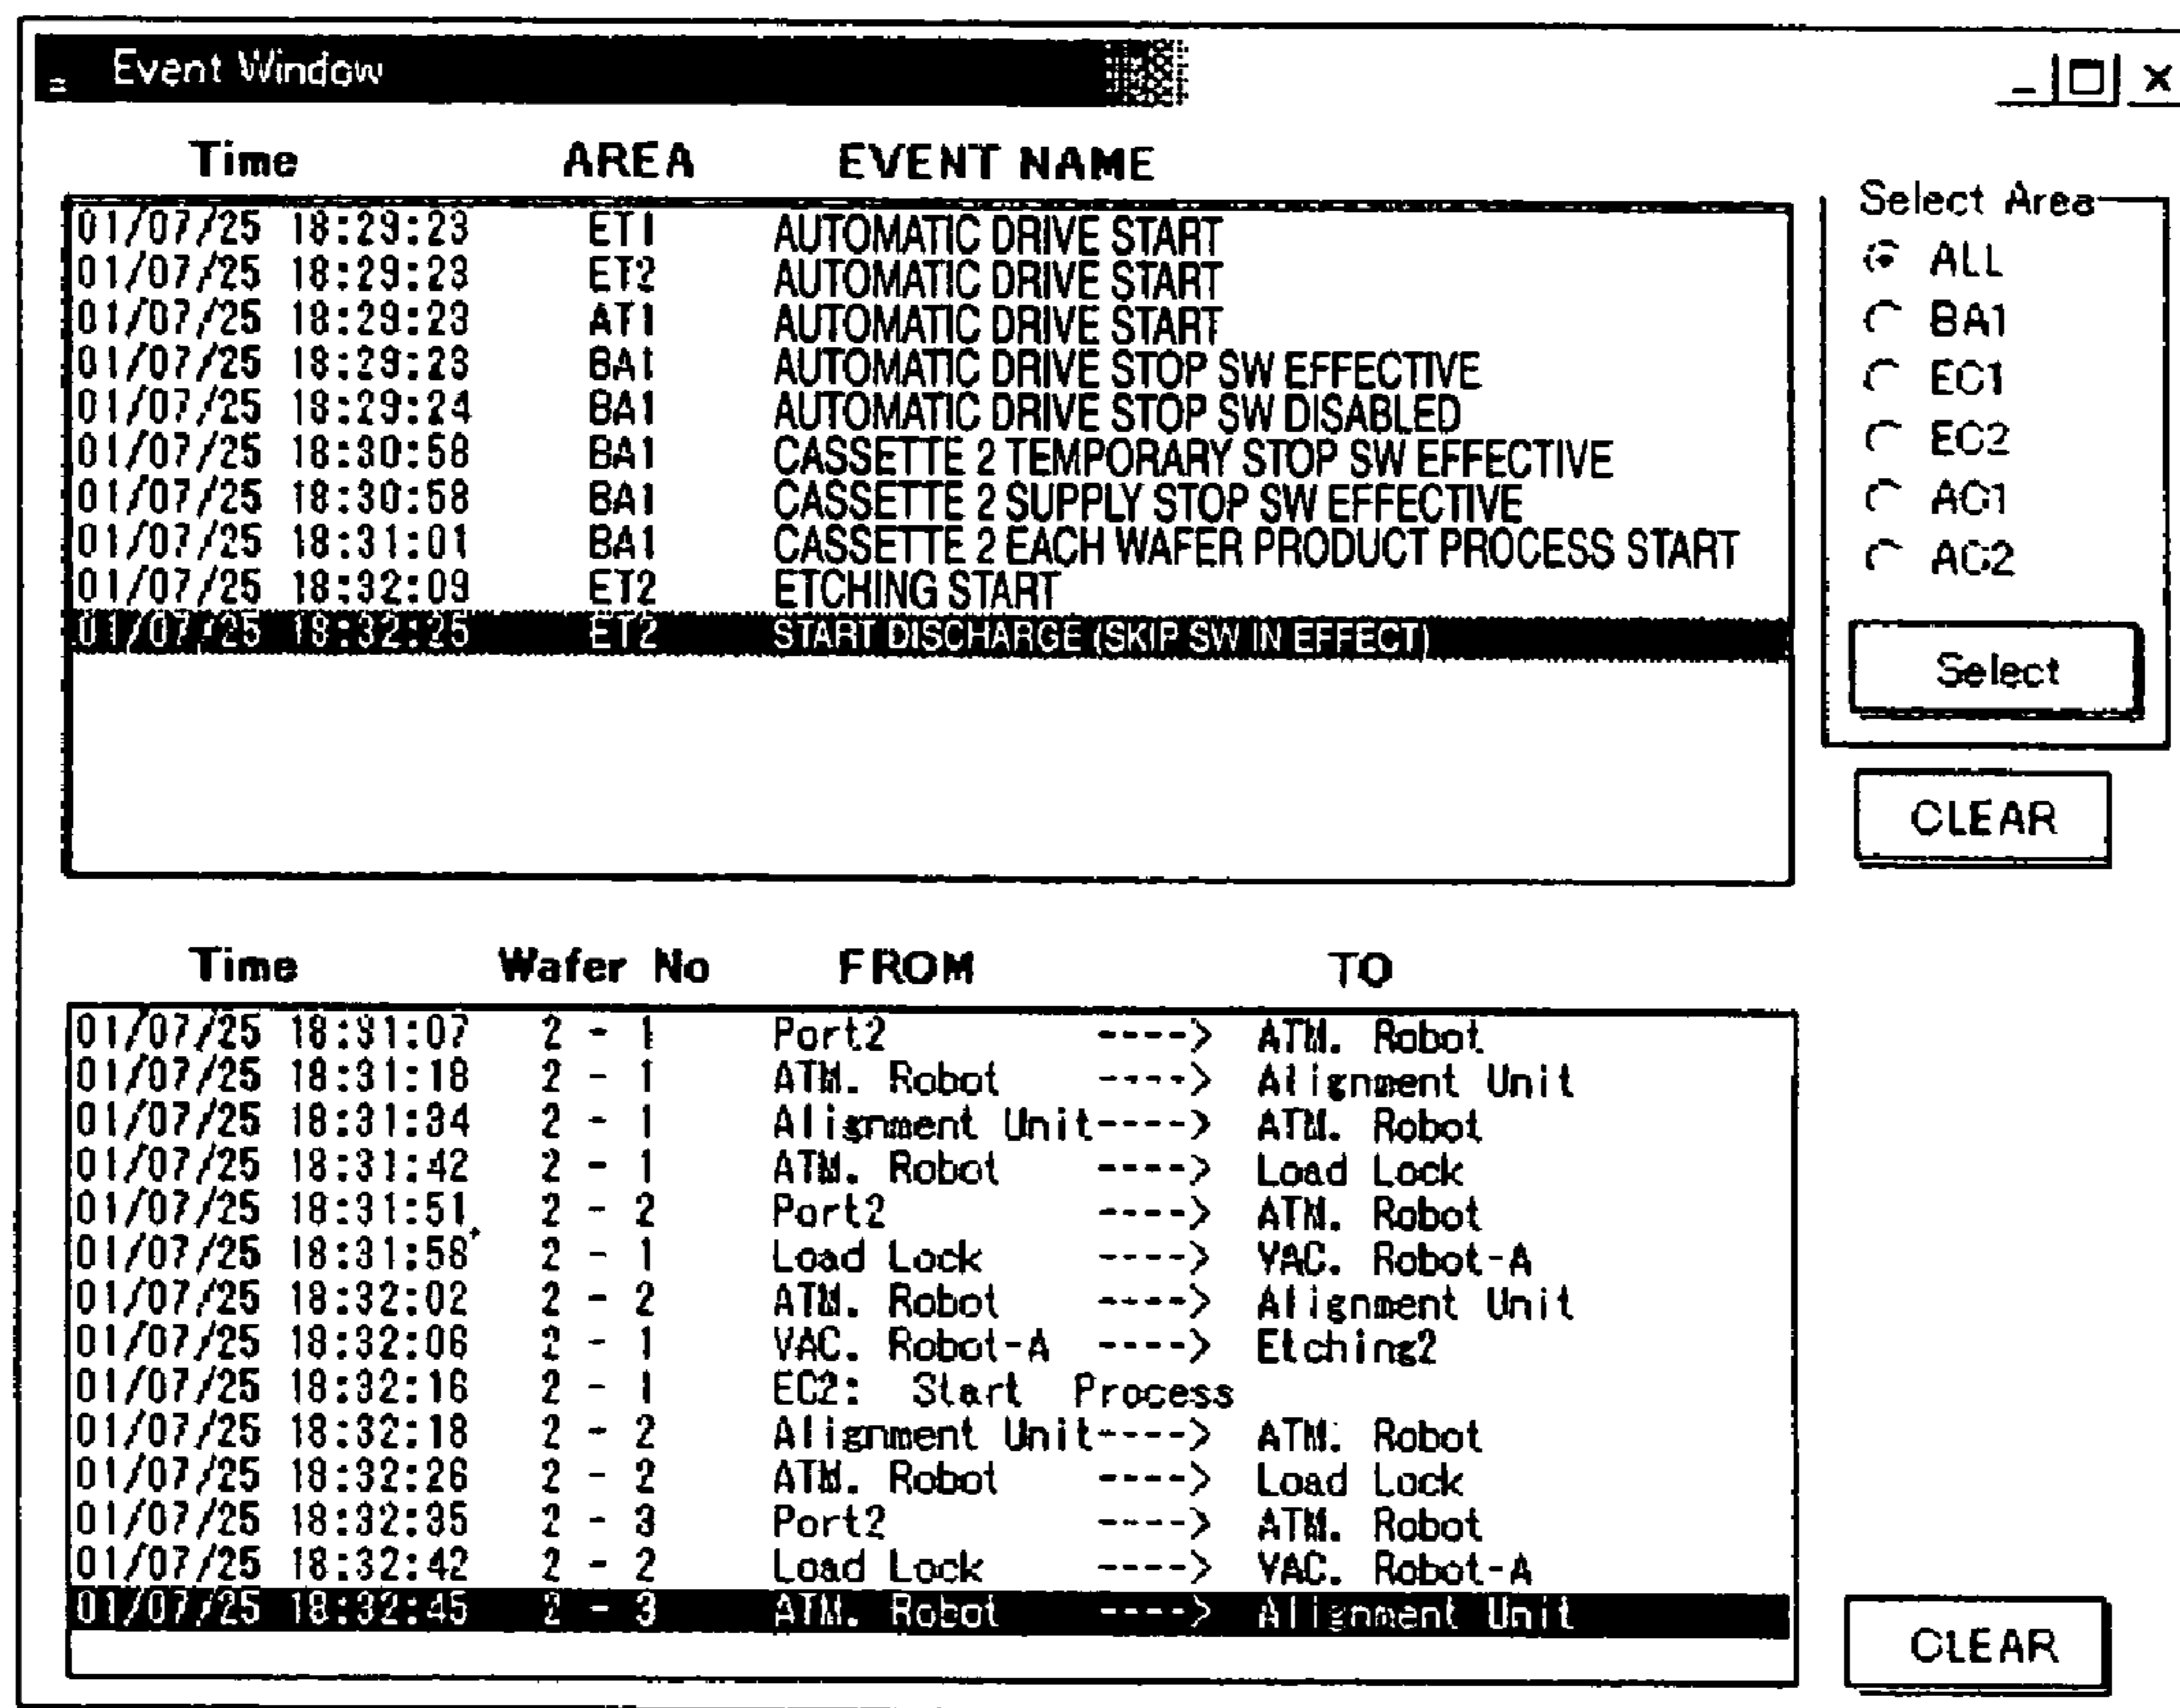 Event Window
Time AREA EVENT NAME
01/07/25 18:29:23 ET1 AUTOMATIC DRIVE START
01/07/25 18:29:23 ET2 AUTOMATIC DRIVE START
01/07/25 18:29:23 AT1 AUTOMATIC DRIVE START
01/07/25 18:29:23 BA1 AUTOMATIC DRIVE STOP SW EFFECTIVE
01/07/25 18:29:24 BA1 AUTOMATIC DRIVE STOP SW DISABLED
01/07/25 18:30:58 BA1 CASSETTE 2 TEMPORARY STOP SW EFFECTIVE
01/07/25 18:30:58 BA1 CASSETTE 2 SUPPLY STOP SW EFFECTIVE
01/07/25 18:31:01 BA1 CASSETTE 2 EACH WAFER PRODUCT PROCESS START
01/07/25 18:32:09 ET2 ETCHING START
01/07/25 18:32:25 ET2 START DISCHARGE (SKIP SW IN EFFECT)
Select Area
ALL
BA1
EC1
EC2
AC1
AC2
Select
CLEAR
Time Wafer No FROM TO
01/07/25 18:31:07 2 - 1 Port2 ----> ATM. Robot
01/07/25 18:31:18 2 - 1 ATM. Robot ----> Alignment Unit
01/07/25 18:31:34 2 - 1 Alignment Unit----> ATM. Robot
01/07/25 18:31:42 2 - 1 ATM. Robot ----> Load Lock
01/07/25 18:31:51 2 - 2 Port2 ----> ATM. Robot
01/07/25 18:31:58 2 - 1 Load Lock ----> VAC. Robot-A
01/07/25 18:32:02 2 - 2 ATM. Robot ----> Alignment Unit
01/07/25 18:32:06 2 - 1 VAC. Robot-A ----> Etching2
01/07/25 18:32:16 2 - 1 EC2: Start Process
01/07/25 18:32:18 2 - 2 Alignment Unit----> ATM. Robot
01/07/25 18:32:26 2 - 2 ATM. Robot ----> Load Lock
01/07/25 18:32:35 2 - 3 Port2 ----> ATM. Robot
01/07/25 18:32:42 2 - 2 Load Lock ----> VAC. Robot-A
01/07/25 18:32:45 2 - 3 ATM. Robot ----> Alignment Unit
CLEAR